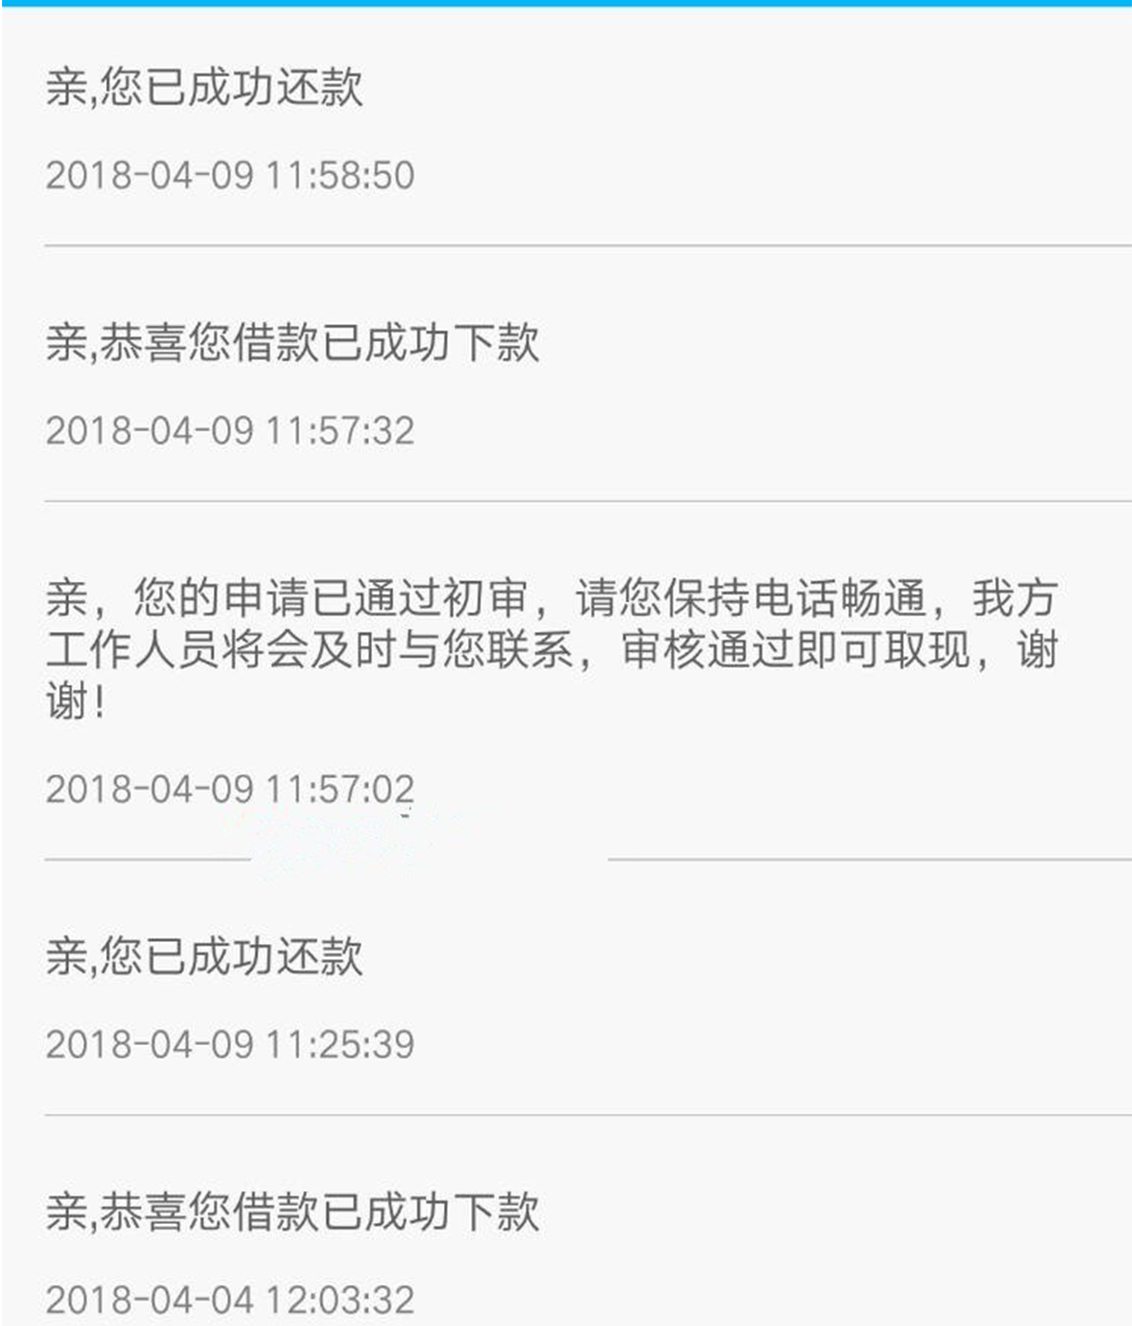 亲,您已成功还款
2018-04-09 11:58:50
亲,恭喜您借款已成功下款
2018-04-09 11:57:32
亲，您的申请已通过初审，请您保持电话畅通，我方
工作人员将会及时与您联系，审核通过即可取现，谢
谢！
2018-04-09 11:57:02
亲,您已成功还款
2018-04-09 11:25:39
亲,恭喜您借款已成功下款
2018-04-04 12:03:32